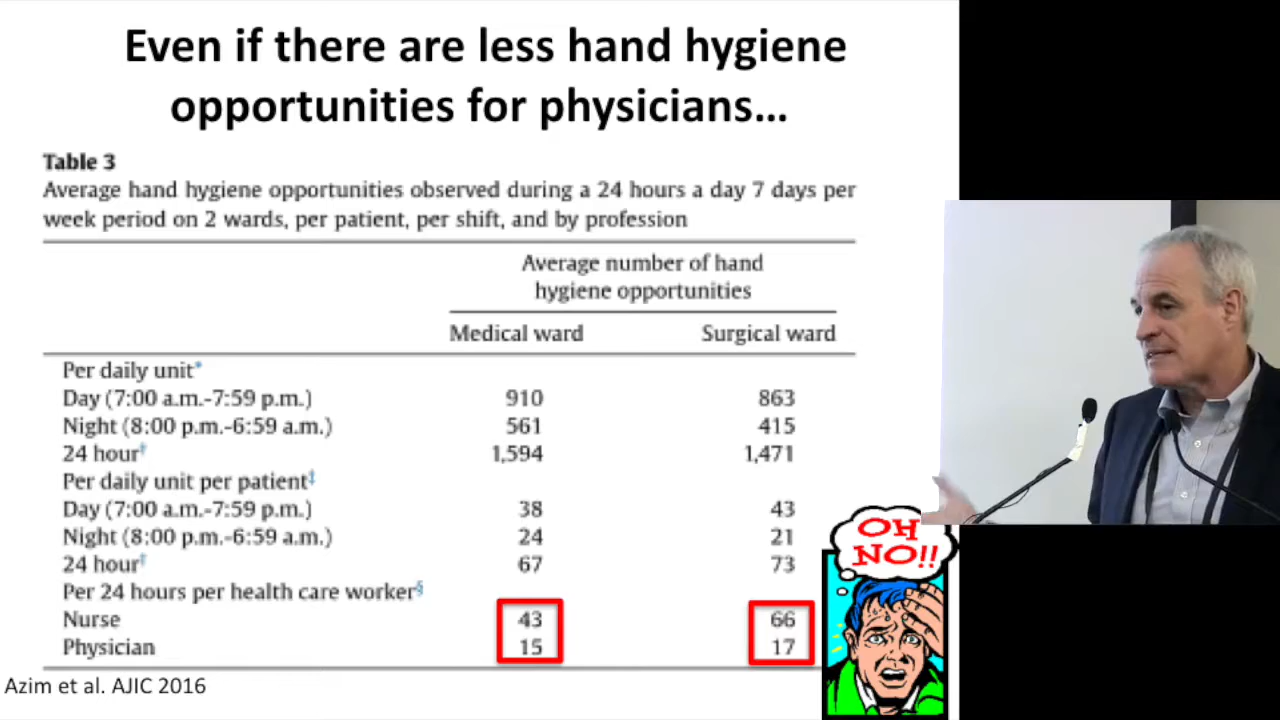 Even if there are less hand hygiene
opportunities for physicians…
Table 3
Average hand hygiene opportunities observed during a 24 hours a day 7 days per
week period on 2 wards, per patient, per shift, and by profession
Average number of hand
hygiene opportunities
Medical ward Surgical ward
Per daily unit*
Day (7:00 a.m.-7:59 p.m.) 910 863
Night (8:00 p.m.-6:59 a.m.) 561 415
24 hour† 1,594 1,471
Per daily unit per patient‡
Day (7:00 a.m.-7:59 p.m.) 38 43
Night (8:00 p.m.-6:59 a.m.) 24 21
24 hour† 67 73
Per 24 hours per health care worker§
Nurse 43 66
Physician 15 17
OH
NO!!
Azim et al. AJIC 2016